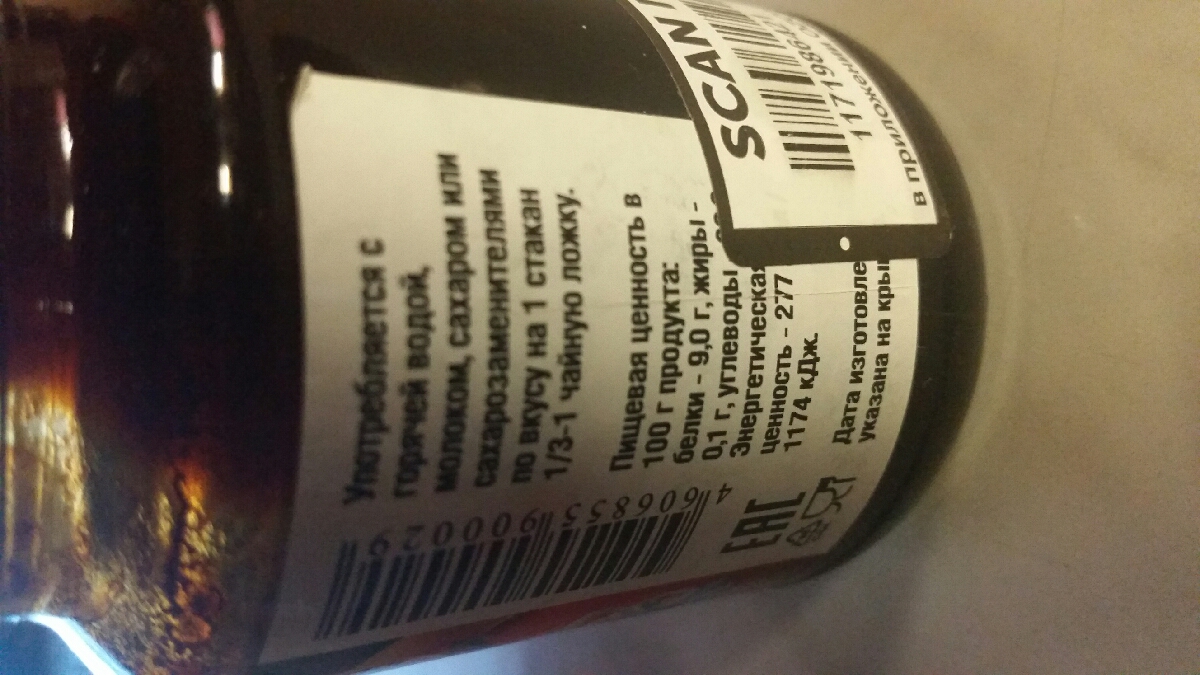 Употребляется с
горячей водой,
молоком, сахаром или
сахарозаменителями
по вкусу на 1 стакан
1/3-1 чайную ложку.
Пищевая ценность в
100 г продукта:
белки - 9,0 г, жиры -
0,1 г, углеводы
Энергетическая
ценность - 277
1174 кДж.
Дата изготовле
указана на кры
4 606855 900029
EAC
SCAN
1171986
в приложении